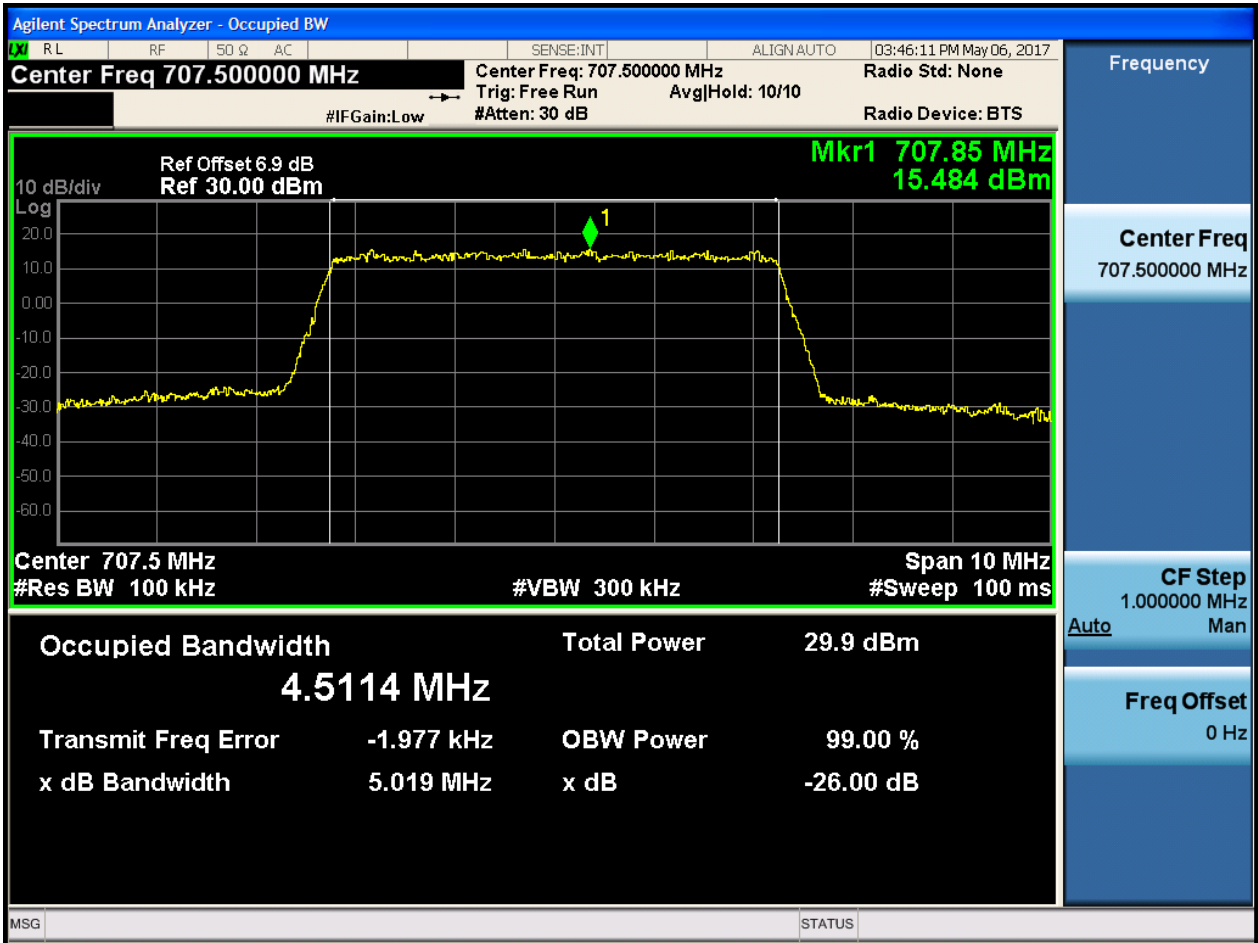 Agilent Spectrum Analyzer - Occupied BW
LXI RL RF 50 Ω AC SENSE:INT ALIGN AUTO 03:46:11 PM May 06, 2017
Center Freq 707.500000 MHz
Center Freq: 707.500000 MHz Radio Std: None
Trig: Free Run Avg|Hold: 10/10
#IFGain:Low #Atten: 30 dB Radio Device: BTS
Mkr1 707.85 MHz
15.484 dBm
Ref Offset 6.9 dB
10 dB/div Ref 30.00 dBm
Log
1
20.0
10.0
0.00
-10.0
-20.0
-30.0
-40.0
-50.0
-60.0
Center 707.5 MHz Span 10 MHz
#Res BW 100 kHz #VBW 300 kHz #Sweep 100 ms
Occupied Bandwidth Total Power 29.9 dBm
4.5114 MHz
Transmit Freq Error -1.977 kHz OBW Power 99.00 %
x dB Bandwidth 5.019 MHz x dB -26.00 dB
Frequency
Center Freq
707.500000 MHz
CF Step
1.000000 MHz
Auto Man
Freq Offset
0 Hz
MSG STATUS